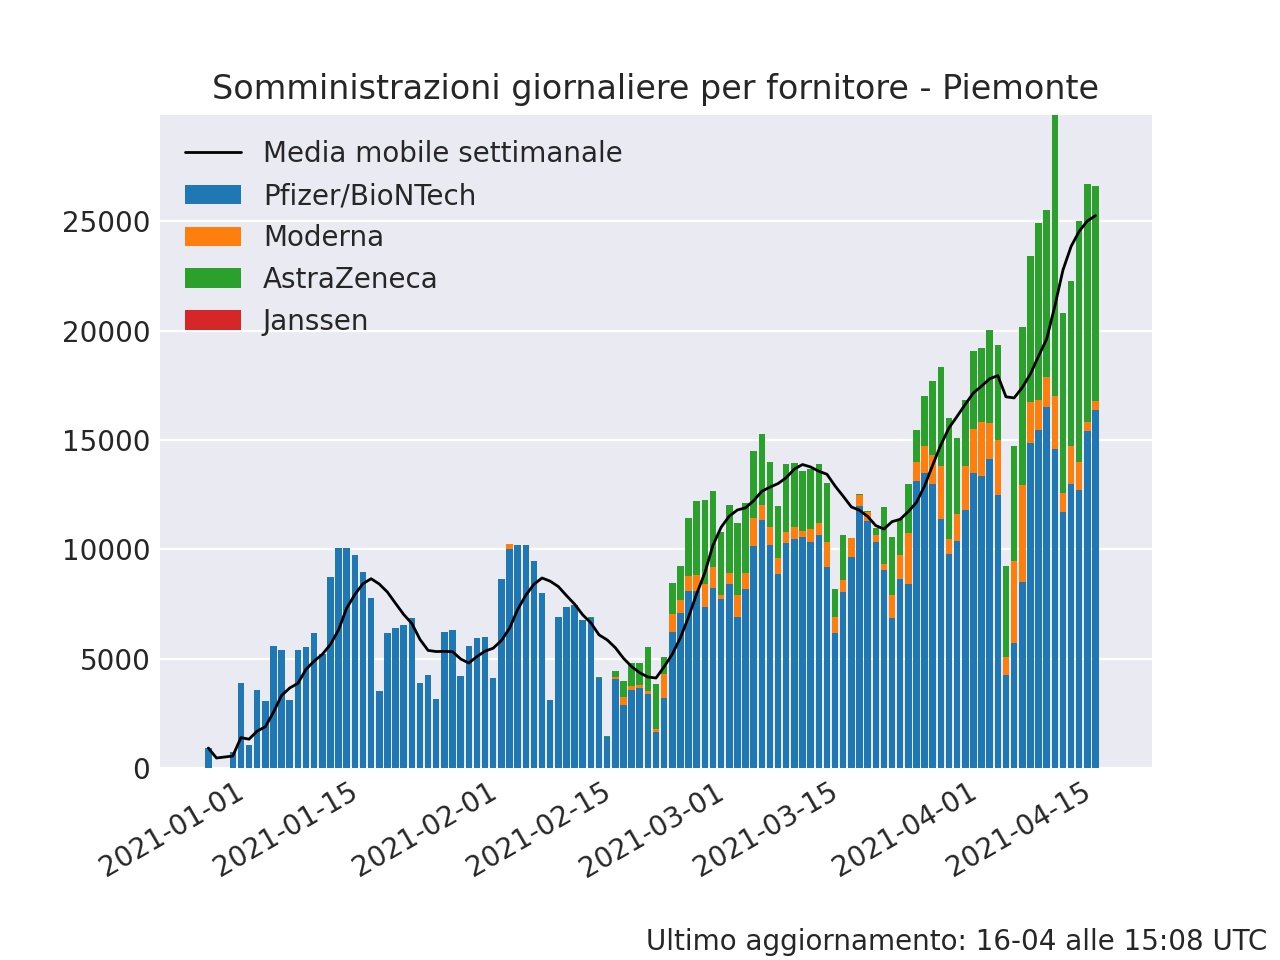 Somministrazioni giornaliere per fornitore - Piemonte
Media mobile settimanale
Pfizer/BioNTech
Moderna
AstraZeneca
Janssen
25000
20000
15000
10000
5000
0
2021-01-01
2021-01-15
2021-02-01
2021-02-15
2021-03-01
2021-03-15
2021-04-01
2021-04-15
Ultimo aggiornamento: 16-04 alle 15:08 UTC